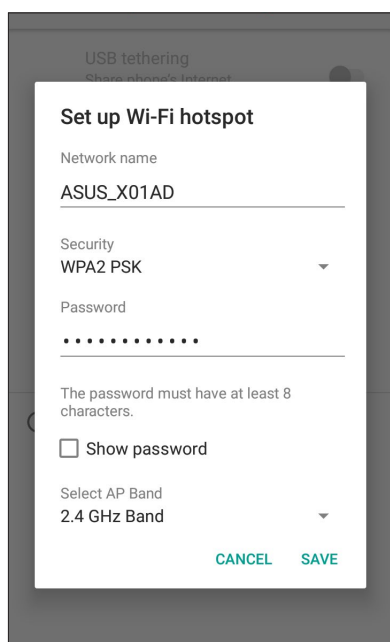 USB tethering
Share phone's Internet
Set up Wi-Fi hotspot
Network name
ASUS_X01AD
Security
WPA2 PSK
Password
••••••••••••
The password must have at least 8
characters.
Show password
Select AP Band
2.4 GHz Band
CANCEL SAVE